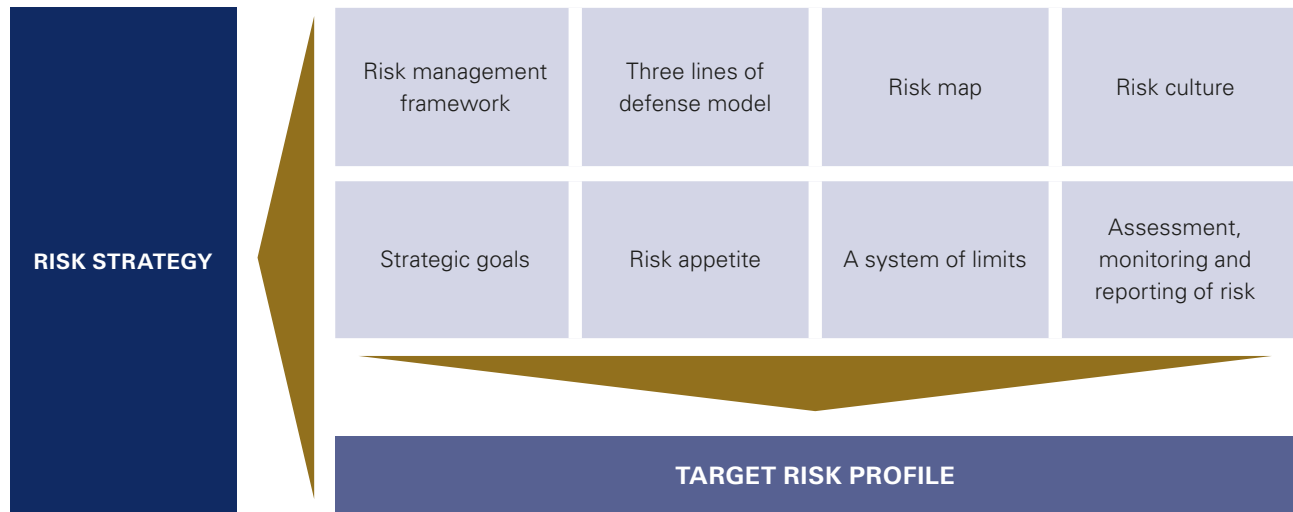 RISK STRATEGY
Risk management
framework
Three lines of
defense model
Risk map
Risk culture
Strategic goals
Risk appetite
A system of limits
Assessment,
monitoring and
reporting of risk
TARGET RISK PROFILE